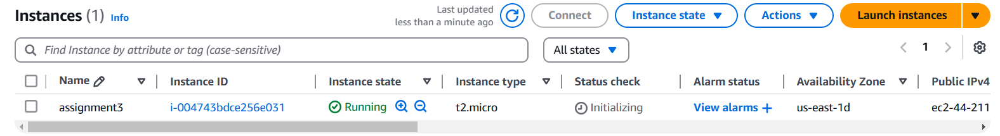 Instances (1) Info
Last updated
less than a minute ago
Connect
Instance state
Actions
Launch instances
Find Instance by attribute or tag (case-sensitive)
All states
1
Name Instance ID Instance state Instance type Status check Alarm status Availability Zone Public IPv4
assignment3 i-004743bdce256e031 Running t2.micro Initializing View alarms + us-east-1d ec2-44-211